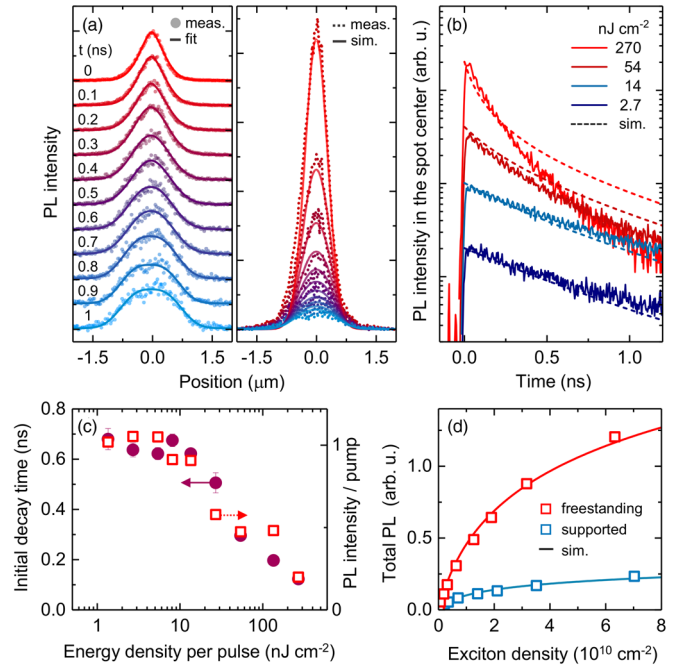 (a)
meas.
fit
t (ns)
0
0.1
0.2
0.3
0.4
0.5
0.6
0.7
0.8
0.9
1
PL intensity
-1.5 0.0 1.5
meas.
sim.
-1.5 0.0 1.5
Position (μm)
(b)
nJ cm-2
270
54
14
2.7
sim.
PL intensity in the spot center (arb. u.)
0.0 0.5 1.0
Time (ns)
(c)
0.8
0.6
0.4
0.2
0.0
Initial decay time (ns)
1
0
PL intensity / pump
1 10 100
Energy density per pulse (nJ cm-2)
(d)
1.0
0.5
0.0
Total PL (arb. u.)
freestanding
supported
sim.
0 2 4 6 8
Exciton density (10^10 cm-2)